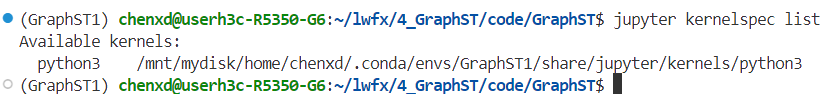 (GraphST1) chenxd@userh3c-R5350-G6:~/lwfx/4_GraphST/code/GraphST$ jupyter kernelspec list
Available kernels:
  python3    /mnt/mydisk/home/chenxd/.conda/envs/GraphST1/share/jupyter/kernels/python3
(GraphST1) chenxd@userh3c-R5350-G6:~/lwfx/4_GraphST/code/GraphST$